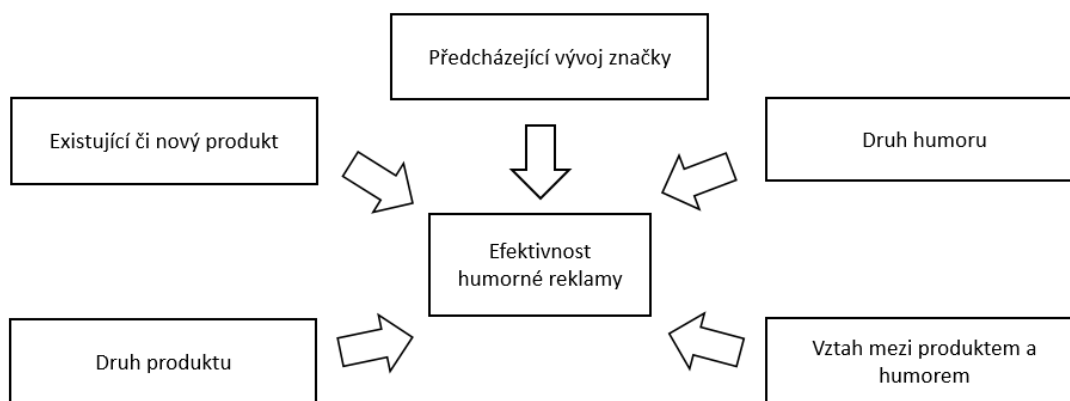 Předcházející vývoj značky
Existující či nový produkt
Druh humoru
Efektivnost
humorné reklamy
Druh produktu
Vztah mezi produktem a
humorem